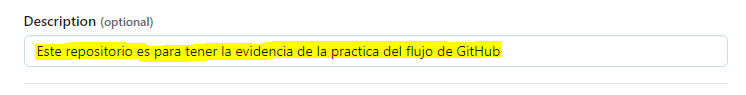 Description (optional)
Este repositorio es para tener la evidencia de la practica del flujo de GitHub